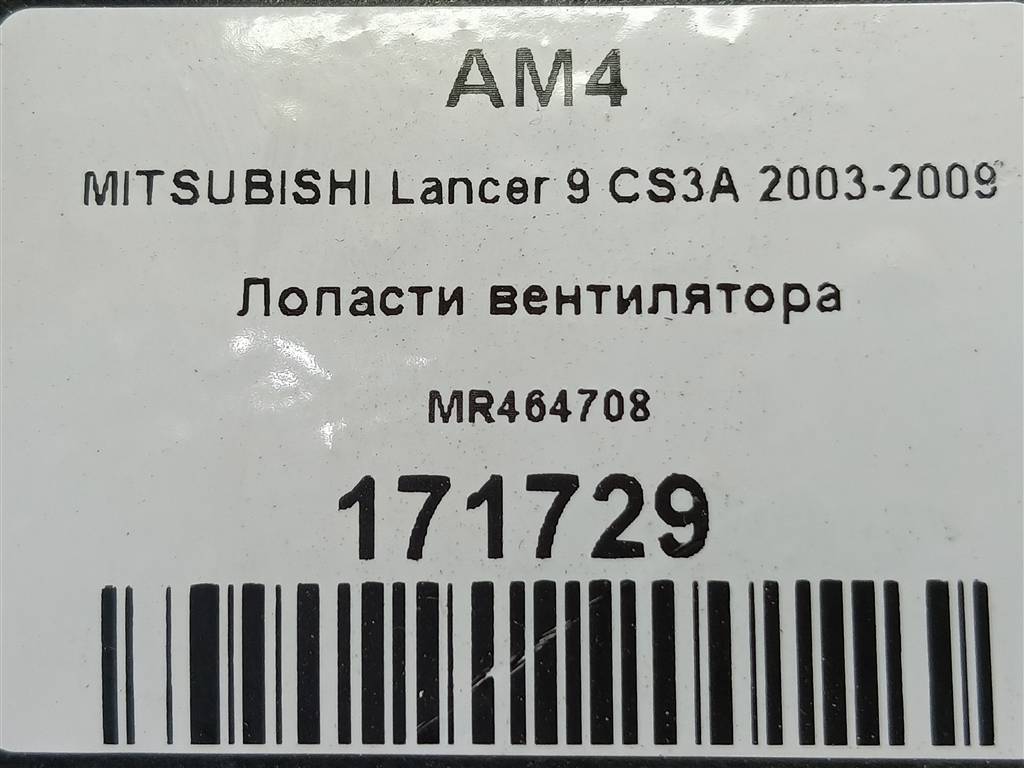 AM4
MITSUBISHI Lancer 9 CS3A 2003-2009
Лопасти вентилятора
MR464708
171729